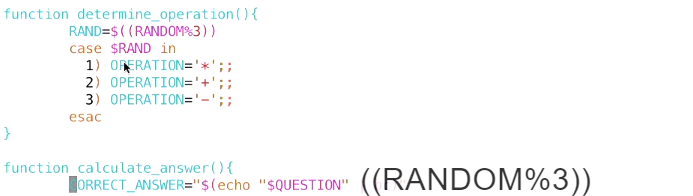 function determine_operation(){
RAND=$((RANDOM%3))
case $RAND in
1) OPERATION='*';;
2) OPERATION='+';;
3) OPERATION='-';;
esac
}
function calculate_answer(){
CORRECT_ANSWER="$(echo "$QUESTION"
((RANDOM%3))